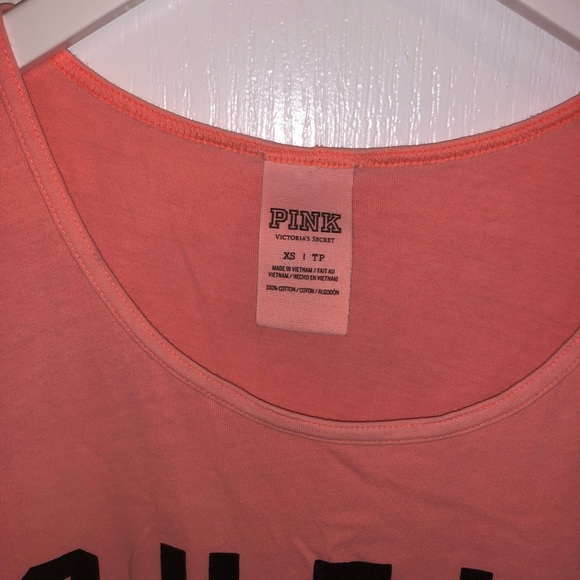 PINK
VICTORIA'S SECRET
XS | TP
MADE IN VIETNAM / FAIT AU
VIETNAM / HECHO EN VIETNAM
100% COTTON / COTON / ALGODÓN